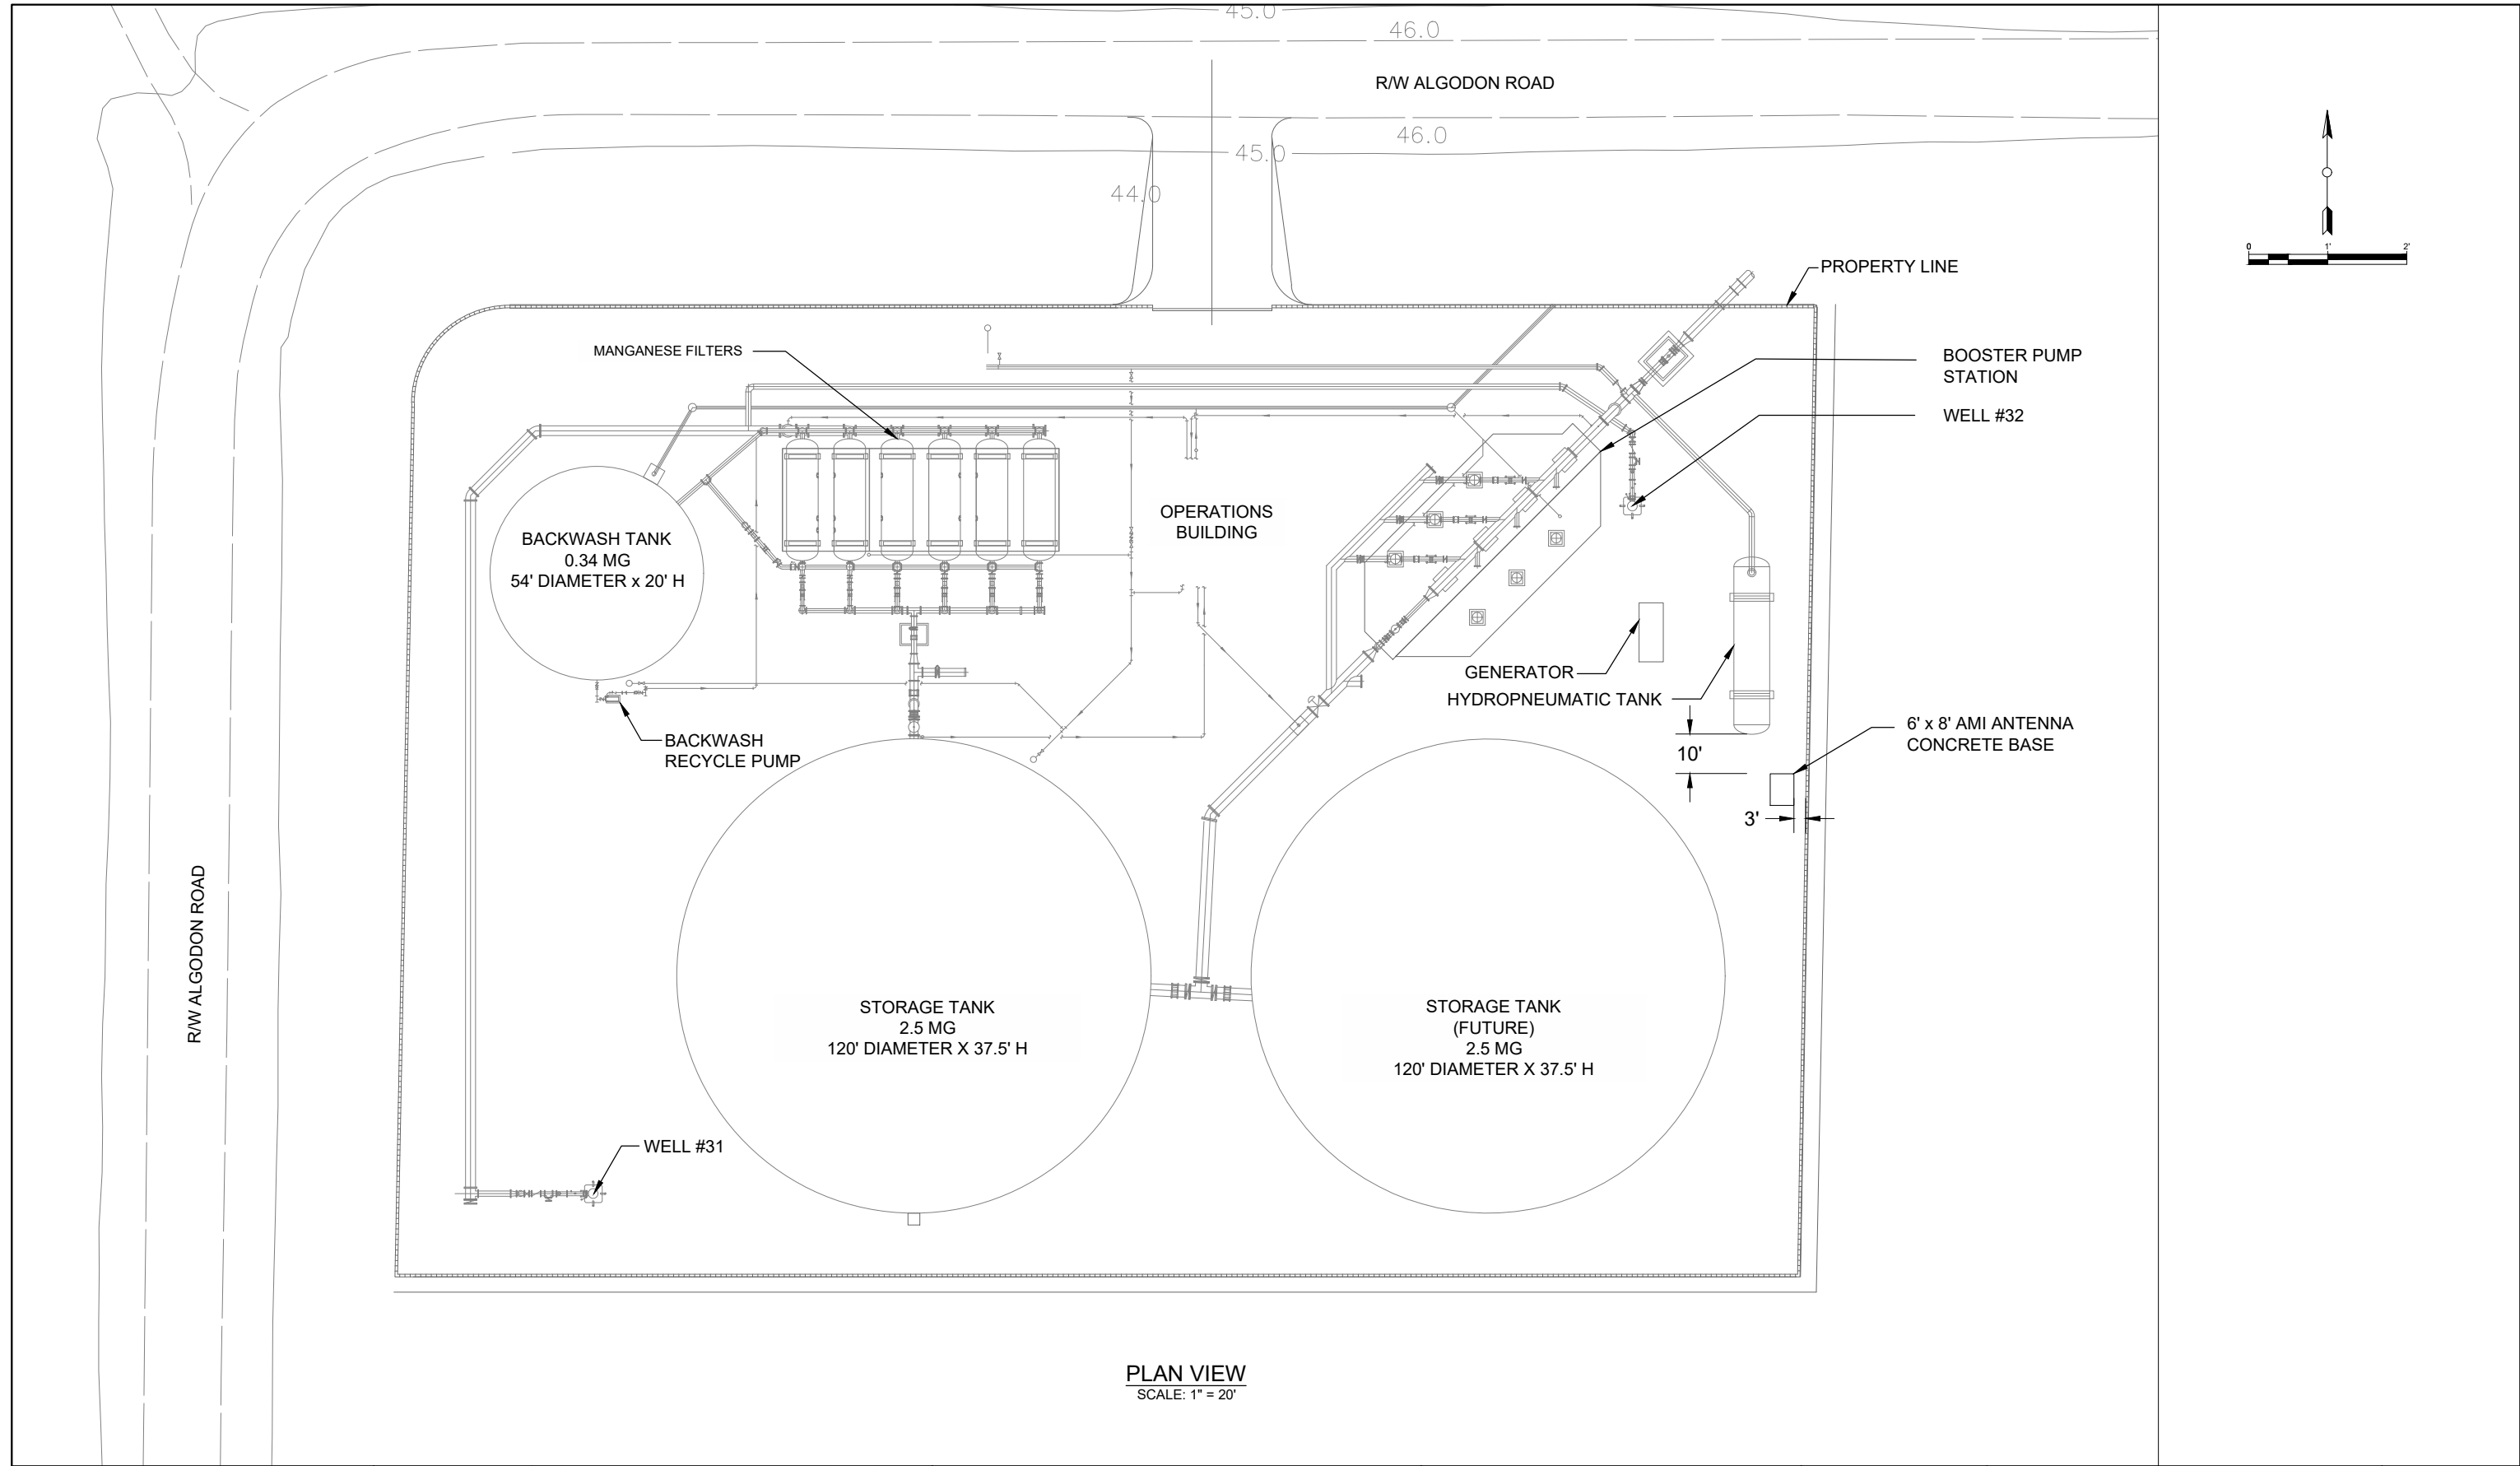 45.0
46.0
R/W ALGODON ROAD
46.0
45.0
44.0
0 1' 2'
PROPERTY LINE
MANGANESE FILTERS
BOOSTER PUMP
STATION
WELL #32
OPERATIONS
BUILDING
BACKWASH TANK
0.34 MG
54' DIAMETER x 20' H
GENERATOR
HYDROPNEUMATIC TANK
6' x 8' AMI ANTENNA
CONCRETE BASE
10'
3'
BACKWASH
RECYCLE PUMP
R/W ALGODON ROAD
STORAGE TANK
2.5 MG
120' DIAMETER X 37.5' H
STORAGE TANK
(FUTURE)
2.5 MG
120' DIAMETER X 37.5' H
WELL #31
PLAN VIEW
SCALE: 1" = 20'